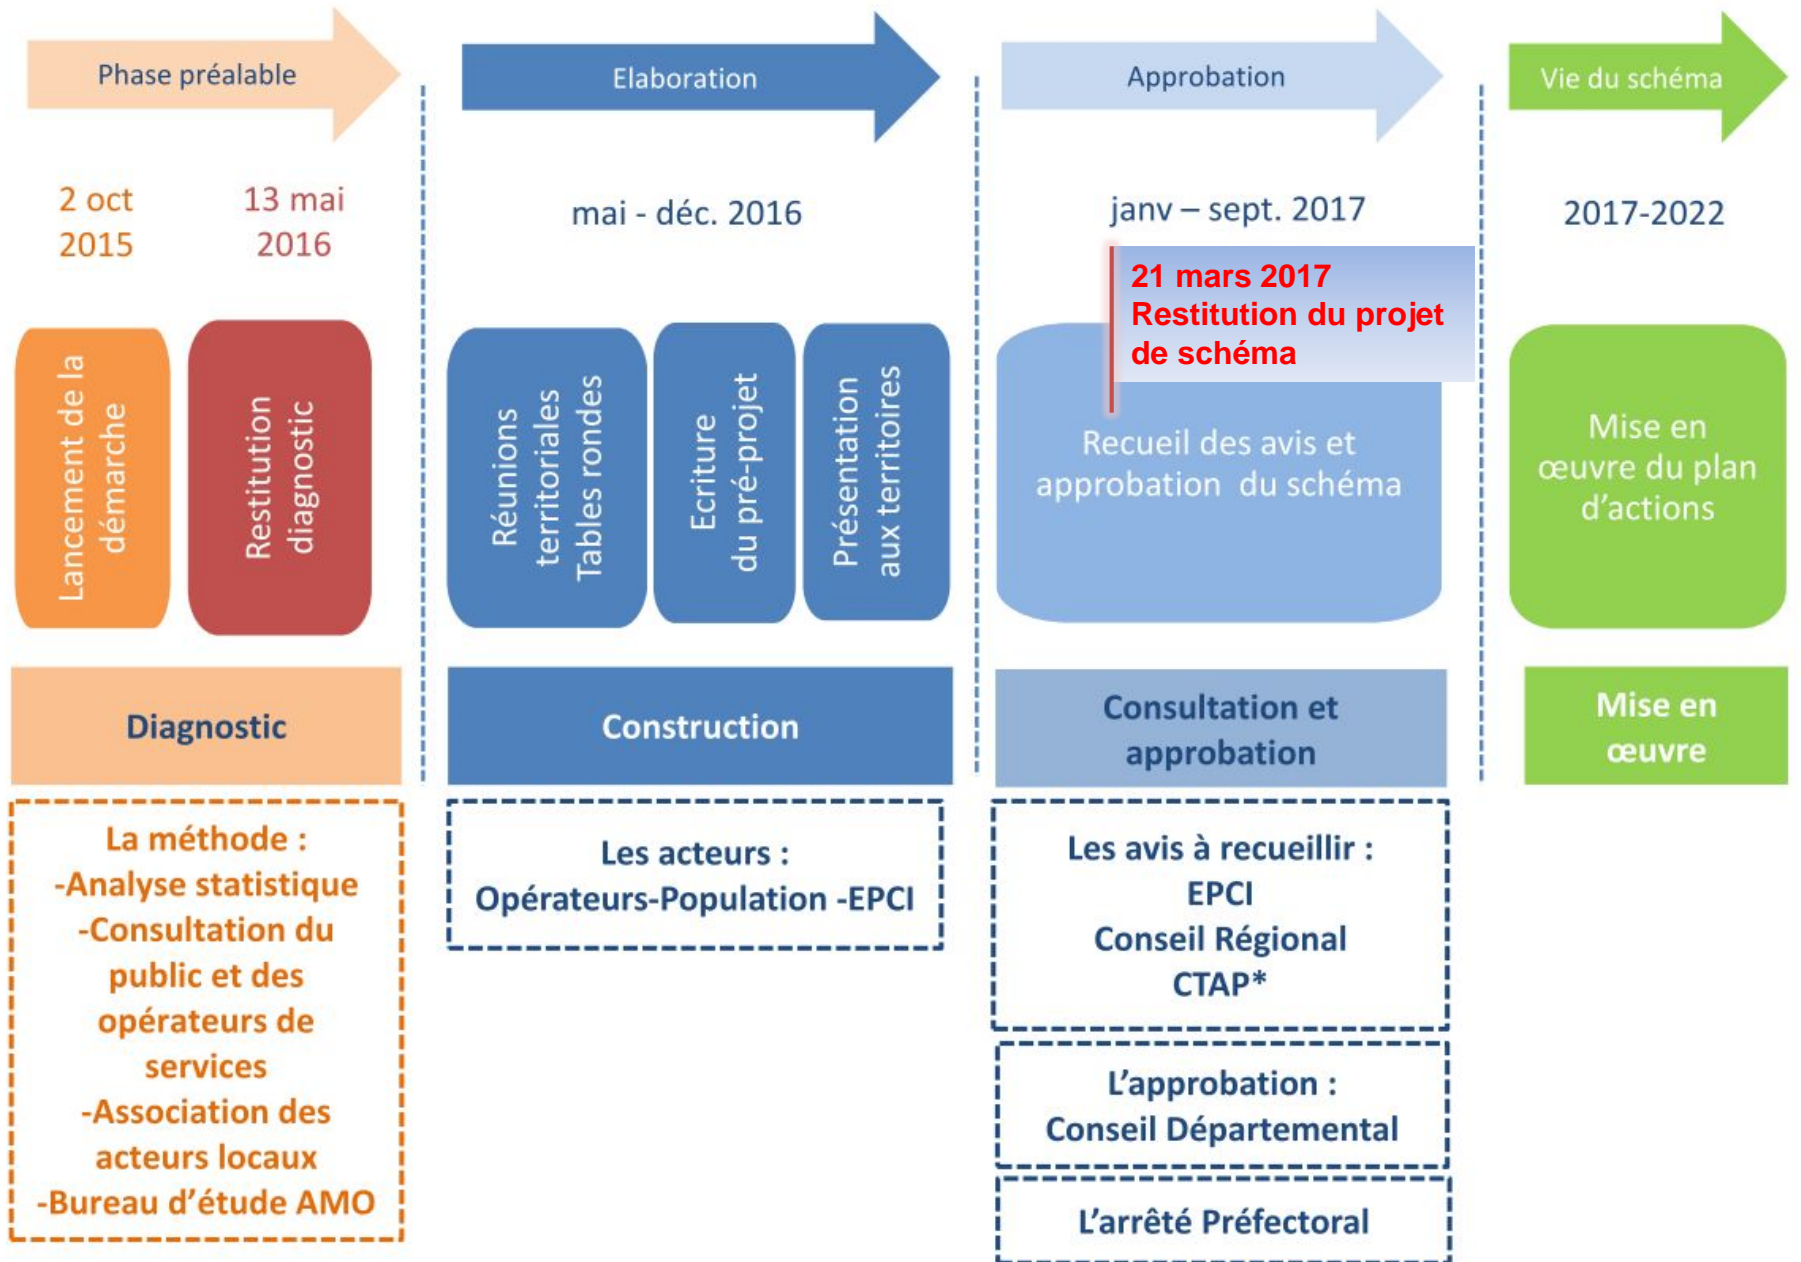 Phase préalable
Elaboration
Approbation
Vie du schéma
2 oct
2015
13 mai
2016
mai - déc. 2016
janv – sept. 2017
2017-2022
21 mars 2017
Restitution du projet
de schéma
Lancement de la
démarche
Restitution
diagnostic
Réunions
territoriales
Tables rondes
Ecriture
du pré-projet
Présentation
aux territoires
Recueil des avis et
approbation du schéma
Mise en
œuvre du plan
d’actions
Diagnostic
Construction
Consultation et
approbation
Mise en
œuvre
La méthode :
-Analyse statistique
-Consultation du
public et des
opérateurs de
services
-Association des
acteurs locaux
-Bureau d’étude AMO
Les acteurs :
Opérateurs-Population -EPCI
Les avis à recueillir :
EPCI
Conseil Régional
CTAP*
L’approbation :
Conseil Départemental
L’arrêté Préfectoral